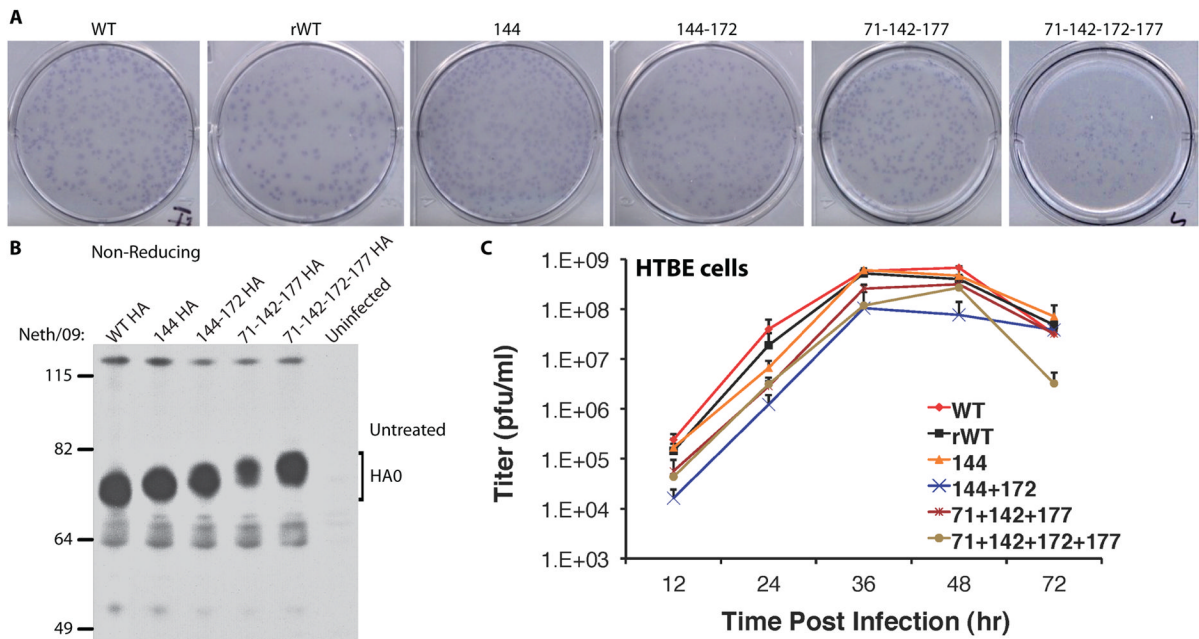 A
WT
rWT
144
144-172
71-142-177
71-142-172-177
B
Non-Reducing
Neth/09:
WT HA
144 HA
144-172 HA
71-142-177 HA
71-142-172-177 HA
Uninfected
115
82
64
49
Untreated
HA0
C
HTBE cells
Titer (pfu/ml)
1.E+09
1.E+08
1.E+07
1.E+06
1.E+05
1.E+04
1.E+03
12
24
36
48
72
Time Post Infection (hr)
WT
rWT
144
144+172
71+142+177
71+142+172+177